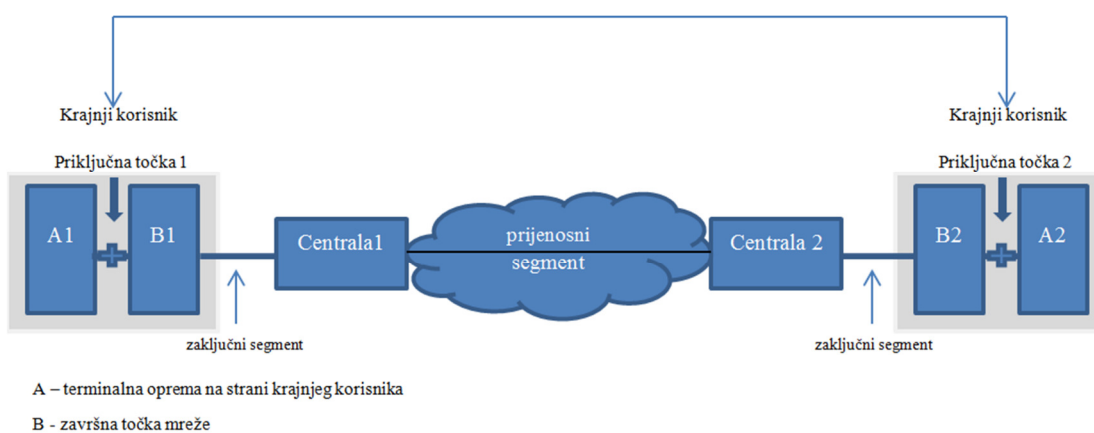 Krajnji korisnik
Krajnji korisnik
Priključna točka 1
Priključna točka 2
A1
B1
Centrala1
prijenosni
segment
Centrala 2
B2
A2
zaključni segment
zaključni segment
A – terminalna oprema na strani krajnjeg korisnika
B - završna točka mreže